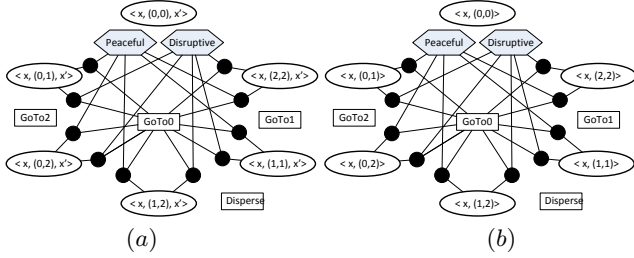 < x, (0,0), x'>
< x, (0,0)>
Peaceful
Disruptive
Peaceful
Disruptive
< x, (0,1), x'>
< x, (2,2), x'>
< x, (0,1)>
< x, (2,2)>
GoTo2
GoTo0
GoTo1
GoTo2
GoTo0
GoTo1
< x, (0,2), x'>
< x, (1,1), x'>
< x, (0,2)>
< x, (1,1)>
< x, (1,2), x'>
Disperse
< x, (1,2)>
Disperse
(a)
(b)